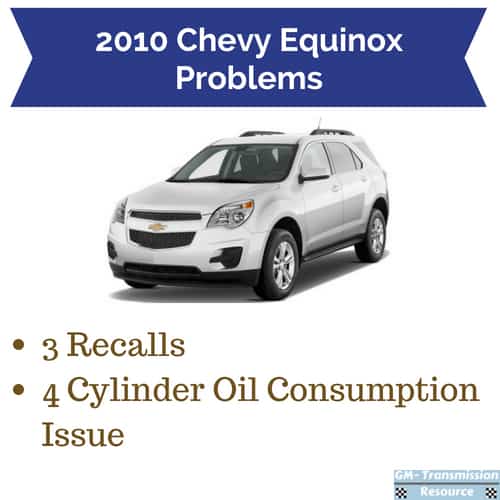 2010 Chevy Equinox
Problems
• 3 Recalls
• 4 Cylinder Oil Consumption
Issue
GM-Transmission
Resource